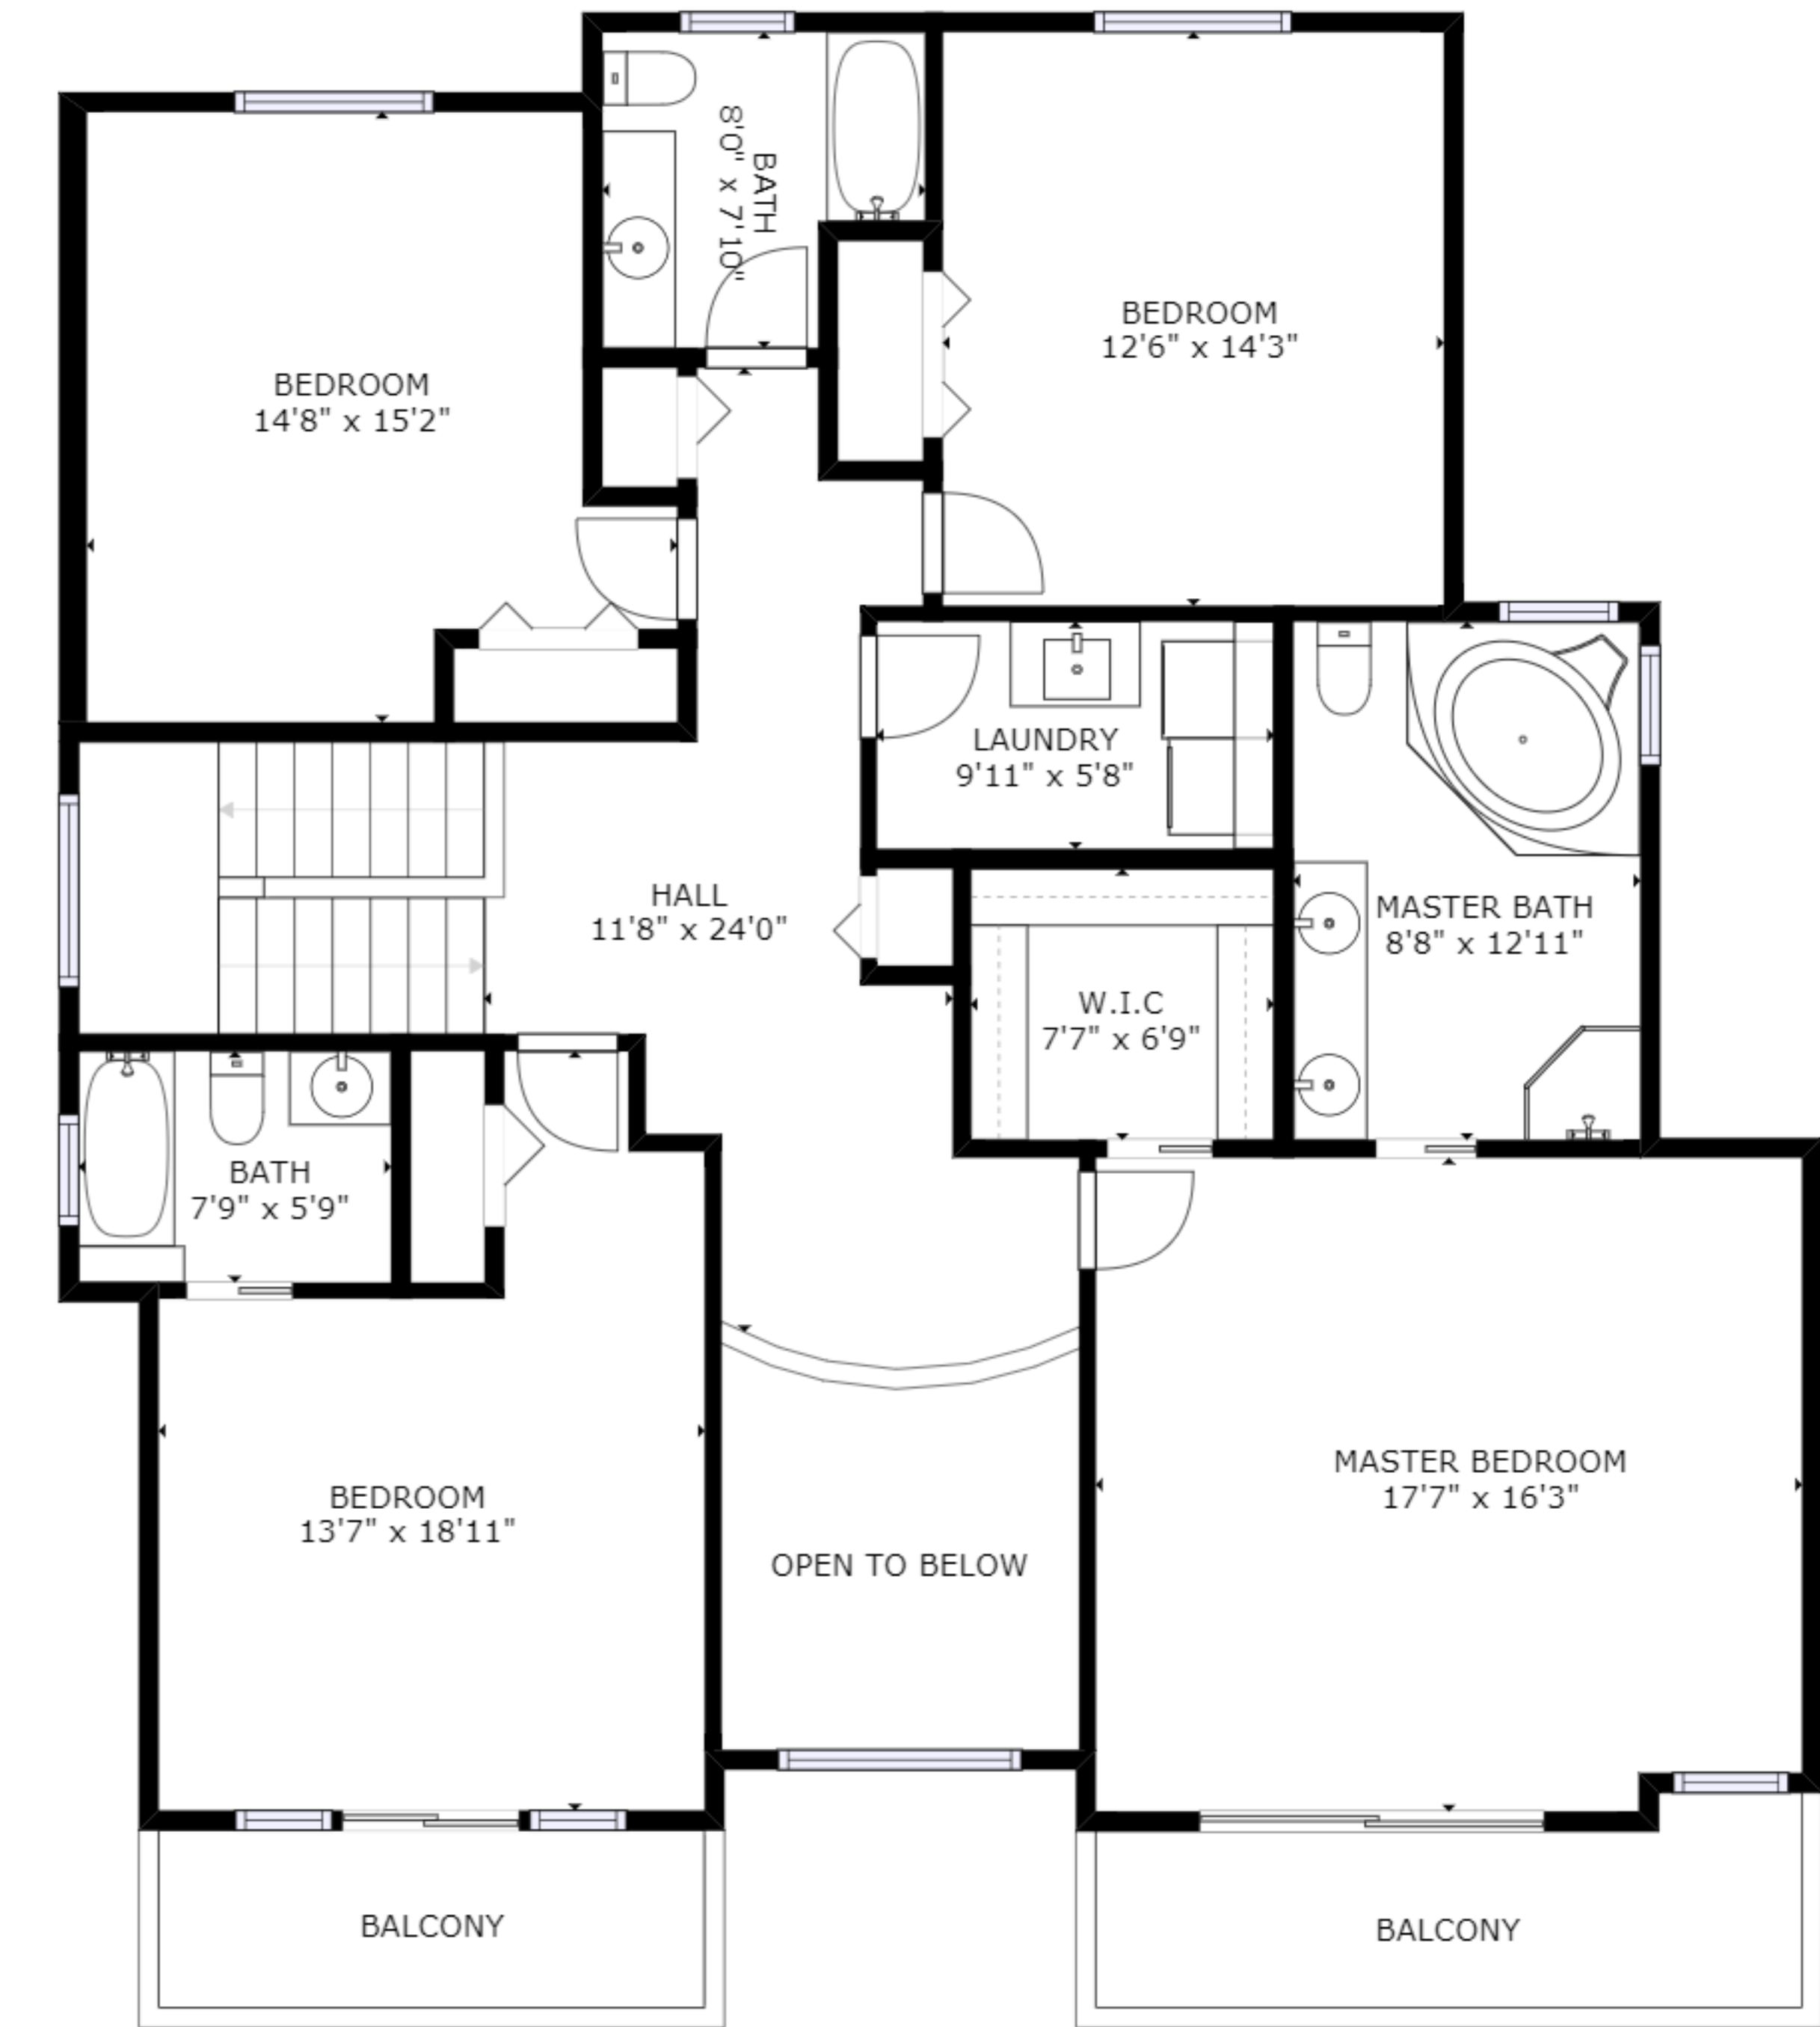 BATH
8'0" x 7'10"
BEDROOM
12'6" x 14'3"
BEDROOM
14'8" x 15'2"
LAUNDRY
9'11" x 5'8"
HALL
11'8" x 24'0"
MASTER BATH
8'8" x 12'11"
W.I.C
7'7" x 6'9"
BATH
7'9" x 5'9"
MASTER BEDROOM
17'7" x 16'3"
BEDROOM
13'7" x 18'11"
OPEN TO BELOW
BALCONY
BALCONY